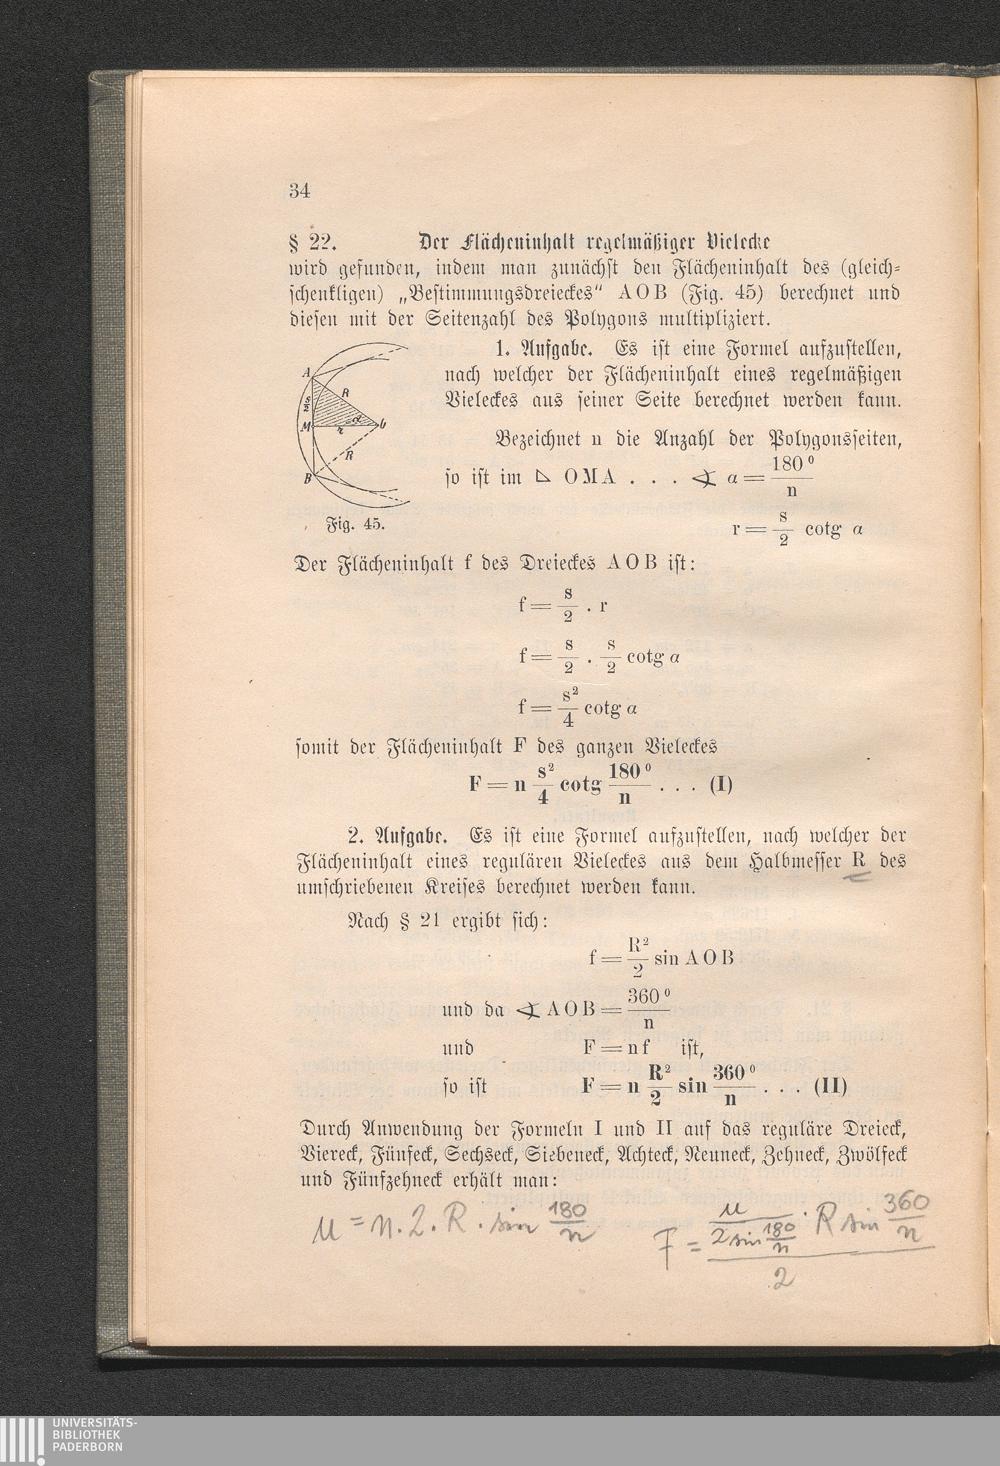 34
§ 22. Der Flächeninhalt regelmäßiger Vielecke
wird gefunden, indem man zunächst den Flächeninhalt des (gleich-
schenkligen) „Bestimmungsdreieckes“ AOB (Fig. 45) berechnet und
diesen mit der Seitenzahl des Polygons multipliziert.
1. Aufgabe. Es ist eine Formel aufzustellen,
nach welcher der Flächeninhalt eines regelmäßigen
Vieleckes aus seiner Seite berechnet werden kann.
Bezeichnet n die Anzahl der Polygonsseiten,
so ist im ⊿ OMA . . . ∢ α = 180°/n
r = s/2 cotg α
A
R
M
r
α
B
R
Fig. 45.
Der Flächeninhalt f des Dreieckes AOB ist:
f = s/2 . r
f = s/2 . s/2 cotg α
f = s²/4 cotg α
somit der Flächeninhalt F des ganzen Vieleckes
F = n s²/4 cotg 180°/n . . . (I)
2. Aufgabe. Es ist eine Formel aufzustellen, nach welcher der
Flächeninhalt eines regulären Vieleckes aus dem Halbmesser R des
umschriebenen Kreises berechnet werden kann.
Nach § 21 ergibt sich:
f = R²/2 sin AOB
und da ∢ AOB = 360°/n
und F = n f ist,
so ist F = n R²/2 sin 360°/n . . . (II)
Durch Anwendung der Formeln I und II auf das reguläre Dreieck,
Viereck, Fünfeck, Sechseck, Siebeneck, Achteck, Neuneck, Zehneck, Zwölfeck
und Fünfzehneck erhält man:
u = n. 2. R. sin 180/n
F = u/(2 sin 180/n) . R sin 360/n / 2
UNIVERSITÄTS-
BIBLIOTHEK
PADERBORN